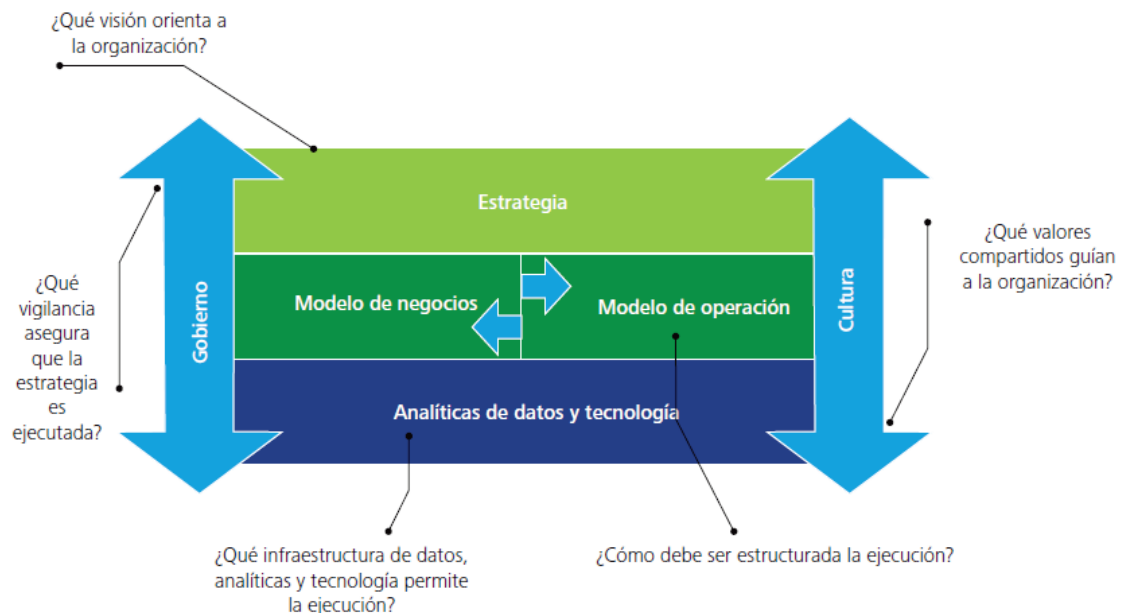 ¿Qué visión orienta a
la organización?
Estrategia
¿Qué
vigilancia
asegura
que la
estrategia
es
ejecutada?
Gobierno
Modelo de negocios
Modelo de operación
Cultura
¿Qué valores
compartidos guían
a la organización?
Analíticas de datos y tecnología
¿Qué infraestructura de datos,
analíticas y tecnología permite
la ejecución?
¿Cómo debe ser estructurada la ejecución?